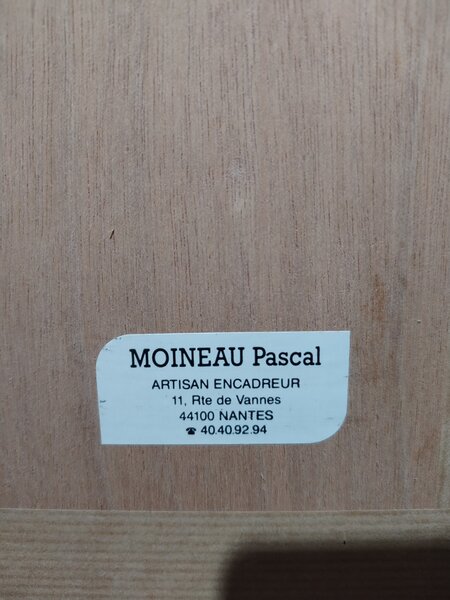 MOINEAU Pascal
ARTISAN ENCADREUR
11, Rte de Vannes
44100 NANTES
☎ 40.40.92.94